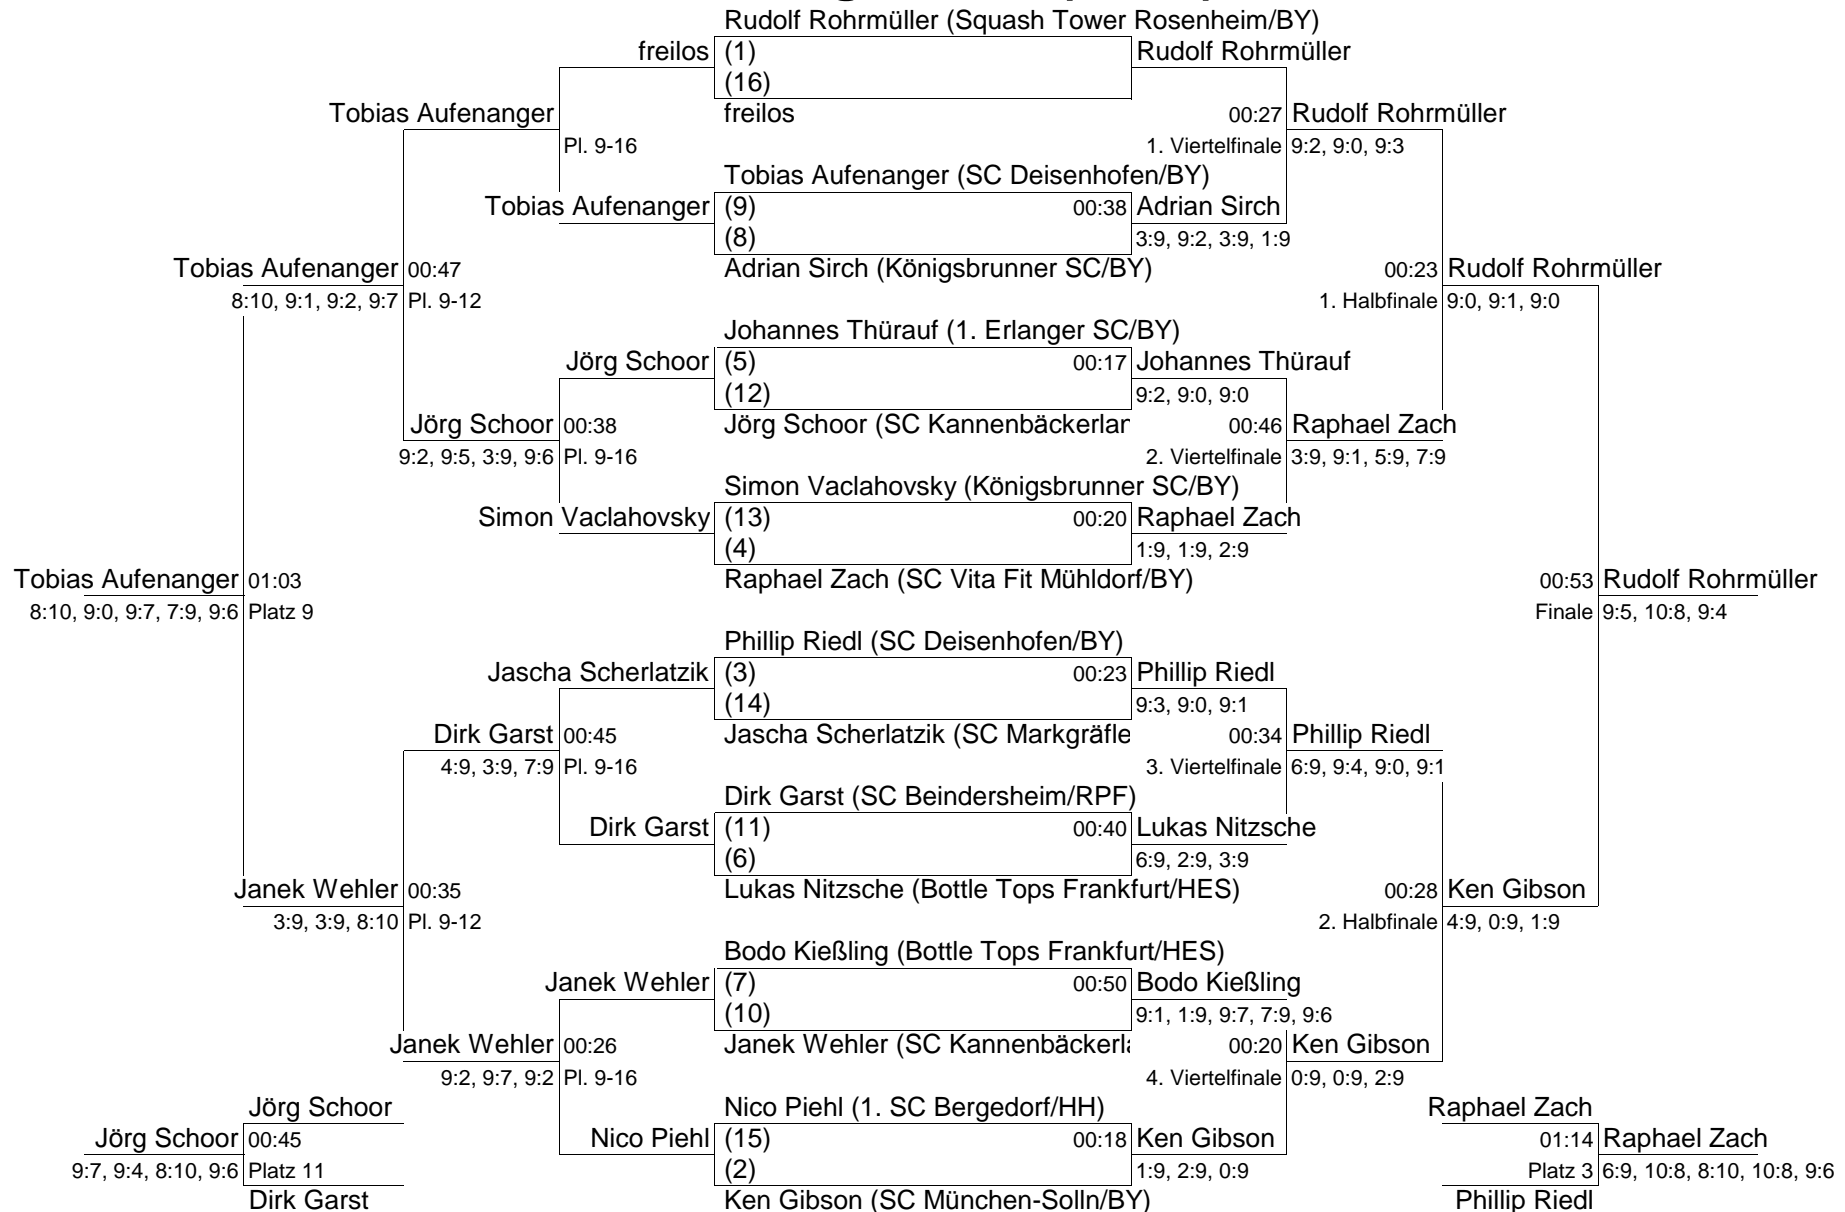 Rudolf Rohrmüller (Squash Tower Rosenheim/BY)
freilos (1) Rudolf Rohrmüller
(16)
Tobias Aufenanger freilos 00:27 Rudolf Rohrmüller
Pl. 9-16 1. Viertelfinale 9:2, 9:0, 9:3
Tobias Aufenanger (SC Deisenhofen/BY)
Tobias Aufenanger (9) 00:38 Adrian Sirch
(8) 3:9, 9:2, 3:9, 1:9
Tobias Aufenanger 00:47 Adrian Sirch (Königsbrunner SC/BY) 00:23 Rudolf Rohrmüller
8:10, 9:1, 9:2, 9:7 Pl. 9-12 1. Halbfinale 9:0, 9:1, 9:0
Johannes Thürauf (1. Erlanger SC/BY)
Jörg Schoor (5) 00:17 Johannes Thürauf
(12) 9:2, 9:0, 9:0
Jörg Schoor 00:38 Jörg Schoor (SC Kannenbäckerlan 00:46 Raphael Zach
9:2, 9:5, 3:9, 9:6 Pl. 9-16 2. Viertelfinale 3:9, 9:1, 5:9, 7:9
Simon Vaclahovsky (Königsbrunner SC/BY)
Simon Vaclahovsky (13) 00:20 Raphael Zach
(4) 1:9, 1:9, 2:9
Tobias Aufenanger 01:03 Raphael Zach (SC Vita Fit Mühldorf/BY) 00:53 Rudolf Rohrmüller
8:10, 9:0, 9:7, 7:9, 9:6 Platz 9 Finale 9:5, 10:8, 9:4
Phillip Riedl (SC Deisenhofen/BY)
Jascha Scherlatzik (3) 00:23 Phillip Riedl
(14) 9:3, 9:0, 9:1
Dirk Garst 00:45 Jascha Scherlatzik (SC Markgräfle 00:34 Phillip Riedl
4:9, 3:9, 7:9 Pl. 9-16 3. Viertelfinale 6:9, 9:4, 9:0, 9:1
Dirk Garst (SC Beindersheim/RPF)
Dirk Garst (11) 00:40 Lukas Nitzsche
(6) 6:9, 2:9, 3:9
Janek Wehler 00:35 Lukas Nitzsche (Bottle Tops Frankfurt/HES) 00:28 Ken Gibson
3:9, 3:9, 8:10 Pl. 9-12 2. Halbfinale 4:9, 0:9, 1:9
Bodo Kießling (Bottle Tops Frankfurt/HES)
Janek Wehler (7) 00:50 Bodo Kießling
(10) 9:1, 1:9, 9:7, 7:9, 9:6
Janek Wehler 00:26 Janek Wehler (SC Kannenbäckerla 00:20 Ken Gibson
9:2, 9:7, 9:2 Pl. 9-16 4. Viertelfinale 0:9, 0:9, 2:9
Jörg Schoor Nico Piehl (1. SC Bergedorf/HH) Raphael Zach
Jörg Schoor 00:45 Nico Piehl (15) 00:18 Ken Gibson 01:14 Raphael Zach
9:7, 9:4, 8:10, 9:6 Platz 11 (2) 1:9, 2:9, 0:9 Platz 3 6:9, 10:8, 8:10, 10:8, 9:6
Dirk Garst Ken Gibson (SC München-Solln/BY) Phillip Riedl